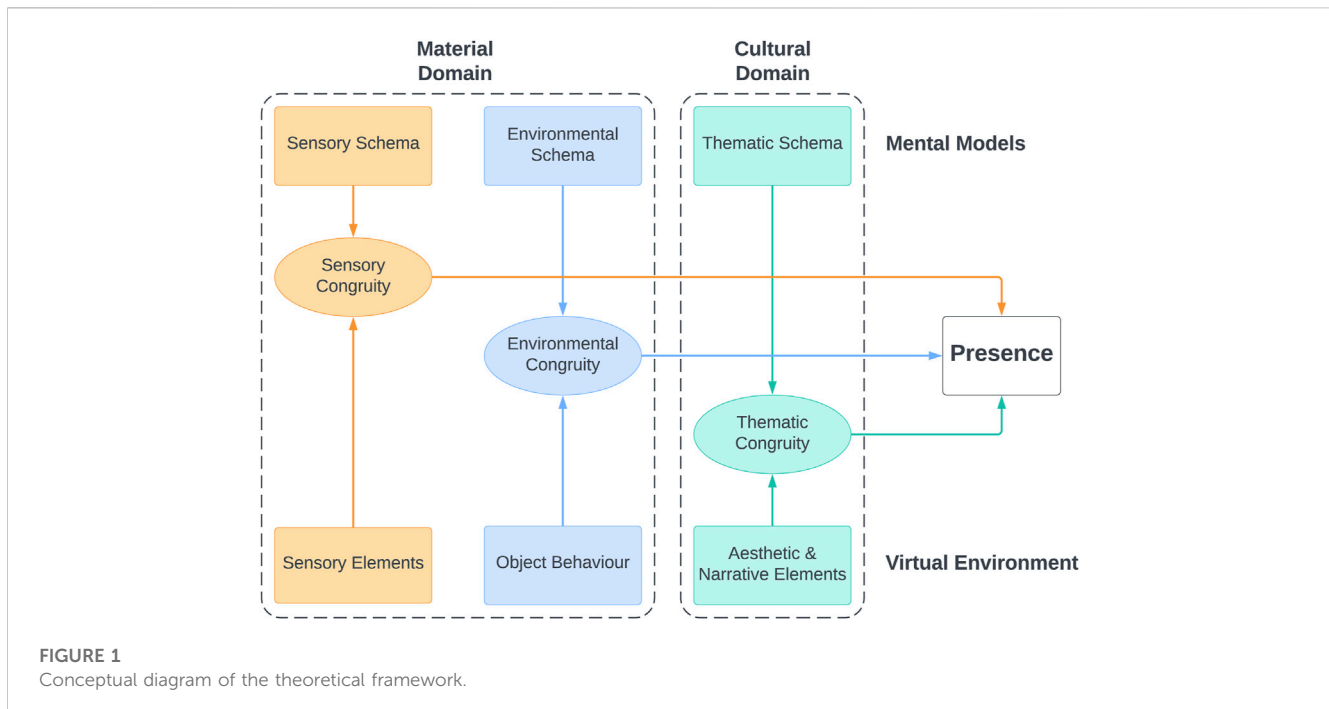 Material
Domain
Cultural
Domain
Sensory Schema
Environmental
Schema
Thematic Schema
Mental Models
Sensory
Congruity
Environmental
Congruity
Presence
Thematic
Congruity
Sensory Elements
Object Behaviour
Aesthetic &
Narrative Elements
Virtual Environment
FIGURE 1
Conceptual diagram of the theoretical framework.